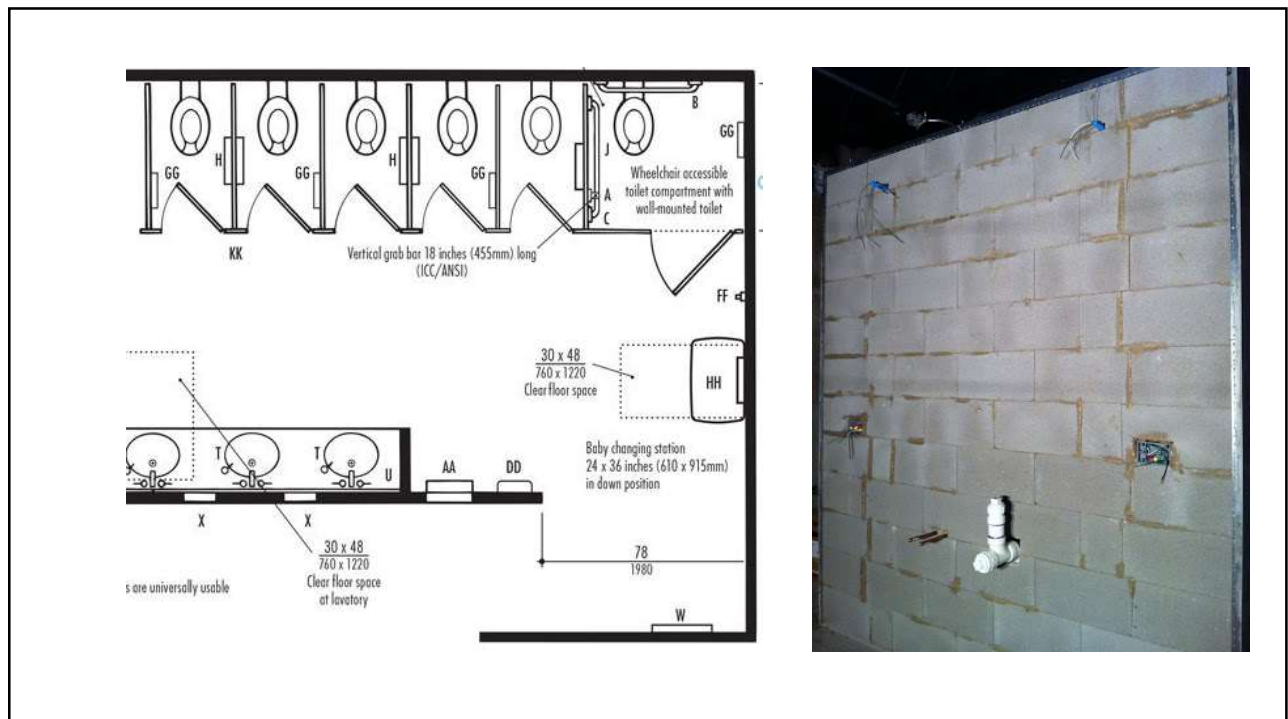 B
GG
H
J
GG
GG
H
GG
Wheelchair accessible
toilet compartment with
wall-mounted toilet
A
C
KK
Vertical grab bar 18 inches (455mm) long
(ICC/ANSI)
FF
30 x 48
760 x 1220
Clear floor space
HH
Baby changing station
24 x 36 inches (610 x 915mm)
in down position
T
T
U
AA
DD
X
X
30 x 48
760 x 1220
Clear floor space
at lavatory
78
1980
s are universally usable
W